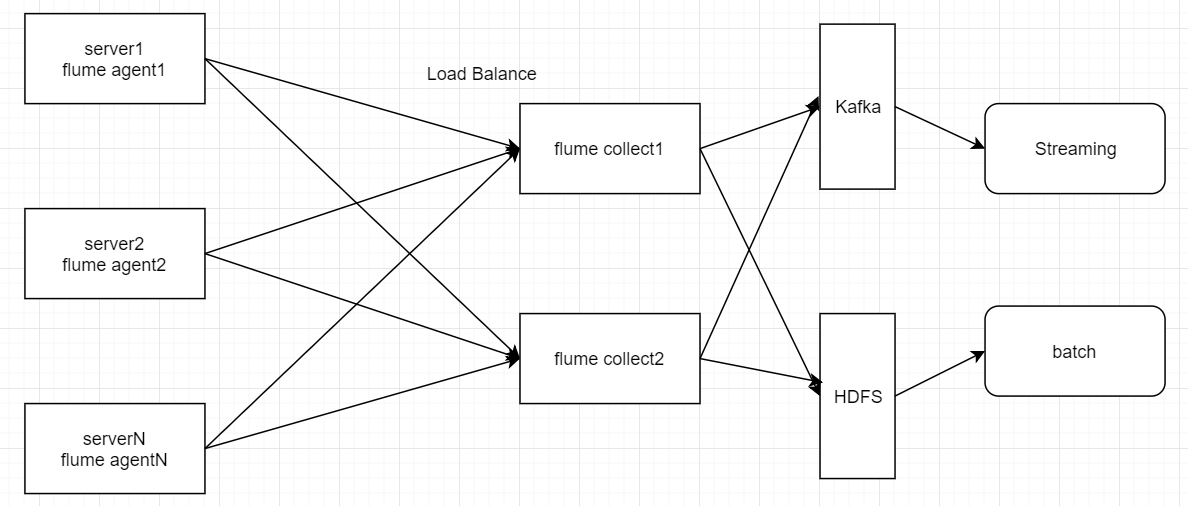 server1
flume agent1
Load Balance
flume collect1
Kafka
Streaming
server2
flume agent2
flume collect2
HDFS
batch
serverN
flume agentN